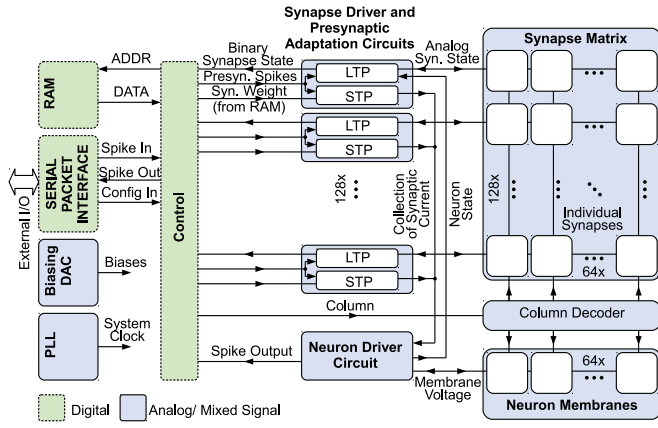 Synapse Driver and
Presynaptic
Adaptation Circuits
Binary
Synapse State
Presyn. Spikes
Syn. Weight
(from RAM)
Analog
Syn. State
Synapse Matrix
RAM
ADDR
DATA
LTP
STP
LTP
STP
128x
LTP
STP
SERIAL
PACKET
INTERFACE
Spike In
Spike Out
Config In
External I/O
Control
Collection
of Synaptic
Current
Neuron
State
128x
Individual
Synapses
64x
Biasing
DAC
Biases
PLL
System
Clock
Column
Column Decoder
Spike Output
Neuron Driver
Circuit
Membrane
Voltage
64x
Neuron Membranes
Digital
Analog/ Mixed Signal